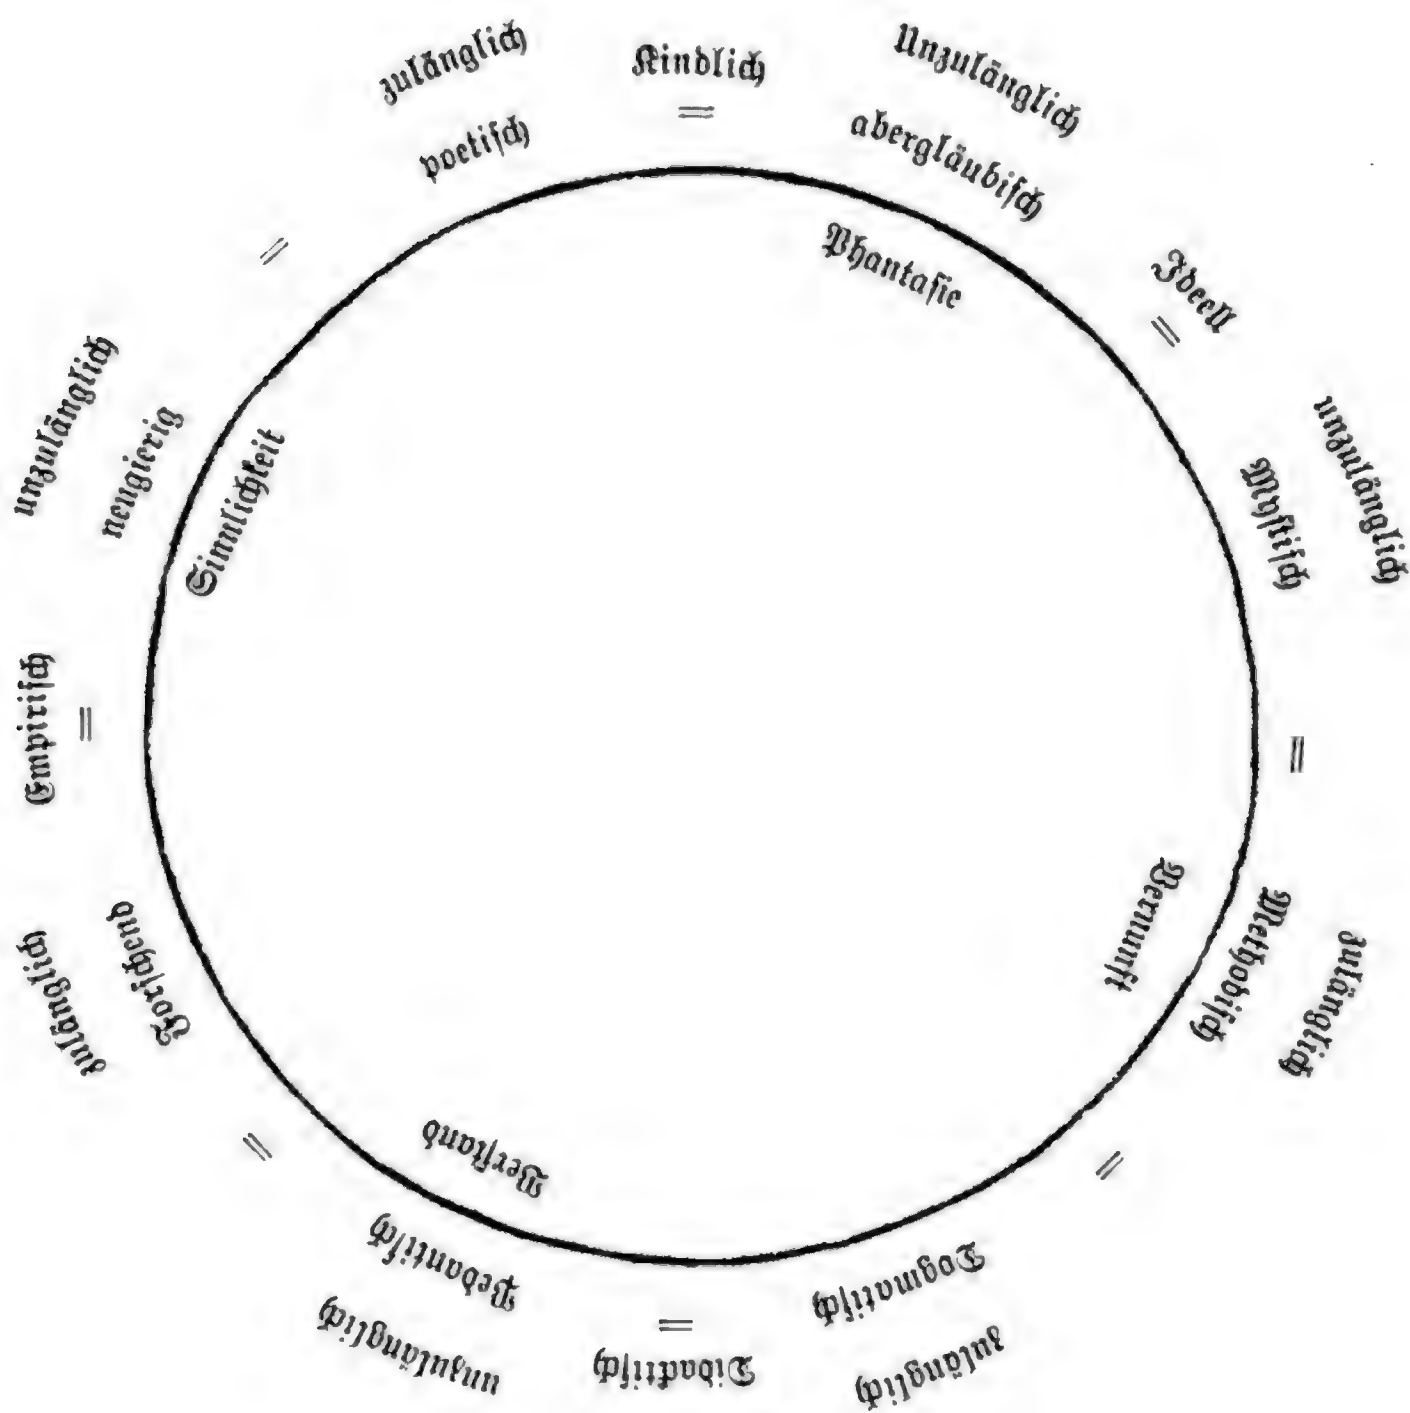 Kindlich
=
Unzulänglich
abergläubisch
Phantasie
Ideell
=
unzulänglich
Mystisch
=
zulänglich
Methodisch
Vernunft
=
Dogmatisch
zulänglich
=
Didacktisch
Verstand
Pedantisch
unzulänglich
=
Forschend
zulänglich
Empirisch
=
unzulänglich
neugierig
Sinnlichkeit
=
zulänglich
poetisch